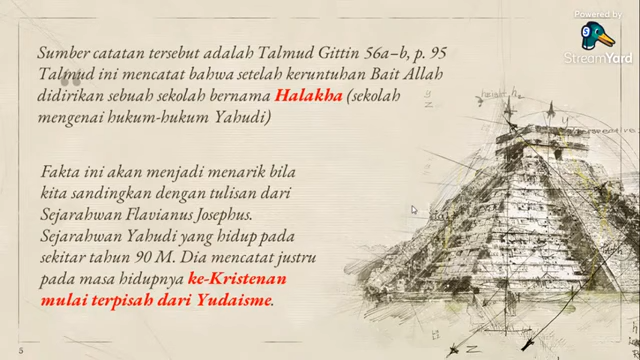 Powered by
StreamYard
Sumber catatan tersebut adalah Talmud Gittin 56a–b, p. 95
Talmud ini mencatat bahwa setelah keruntuhan Bait Allah
didirikan sebuah sekolah bernama Halakha (sekolah
mengenai hukum-hukum Yahudi)
Fakta ini akan menjadi menarik bila
kita sandingkan dengan tulisan dari
Sejarahwan Flavianus Josephus.
Sejarahwan Yahudi yang hidup pada
sekitar tahun 90 M. Dia mencatat justru
pada masa hidupnya ke-Kristenan
mulai terpisah dari Yudaisme.
5